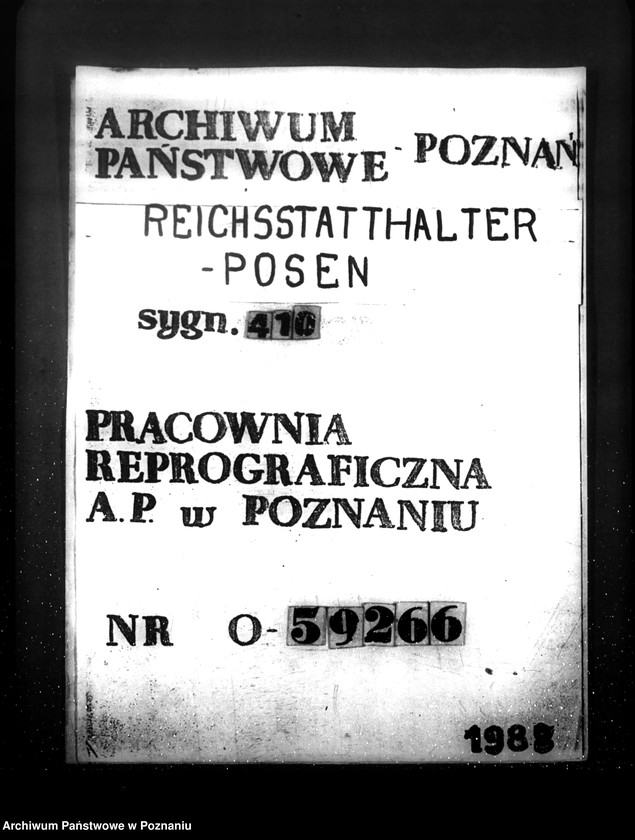 ARCHIWUM
PAŃSTWOWE - POZNAŃ
REICHSSTATTHALTER
- POSEN
sygn. 410
PRACOWNIA
REPROGRAFICZNA
A.P. w POZNANIU
NR O-59266
1988
Archiwum Państwowe w Poznaniu